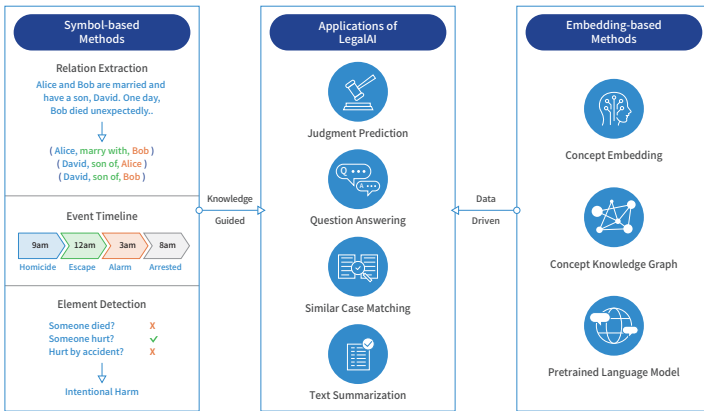 Symbol-based
Methods
Relation Extraction
Alice and Bob are married and
have a son, David. One day,
Bob died unexpectedly..
( Alice, marry with, Bob )
( David, son of, Alice )
( David, son of, Bob )
Event Timeline
9am 12am 3am 8am
Homicide Escape Alarm Arrested
Element Detection
Someone died? X
Someone hurt? ✓
Hurt by accident? X
Intentional Harm
Knowledge
Guided
Applications of
LegalAI
Judgment Prediction
Q
A
Question Answering
Similar Case Matching
Text Summarization
Data
Driven
Embedding-based
Methods
Concept Embedding
Concept Knowledge Graph
Pretrained Language Model